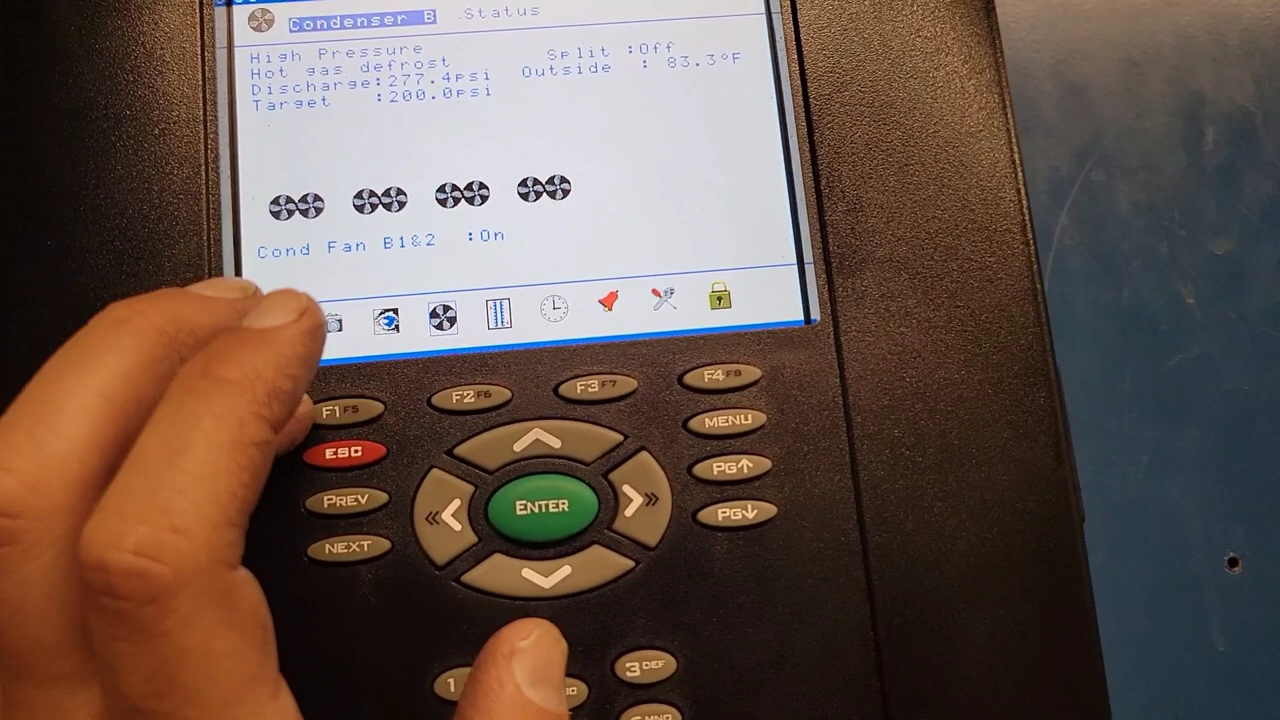 Condenser B Status
High Pressure
Hot gas defrost
Discharge:277.4psi
Target :200.0psi
Split :Off
Outside : 83.3°F
Cond Fan B1&2 :On
F1 F5
F2 F6
F3 F7
F4 F8
ESC
MENU
PREV
ENTER
PG↑
NEXT
PG↓
1
3 DEF
MNO